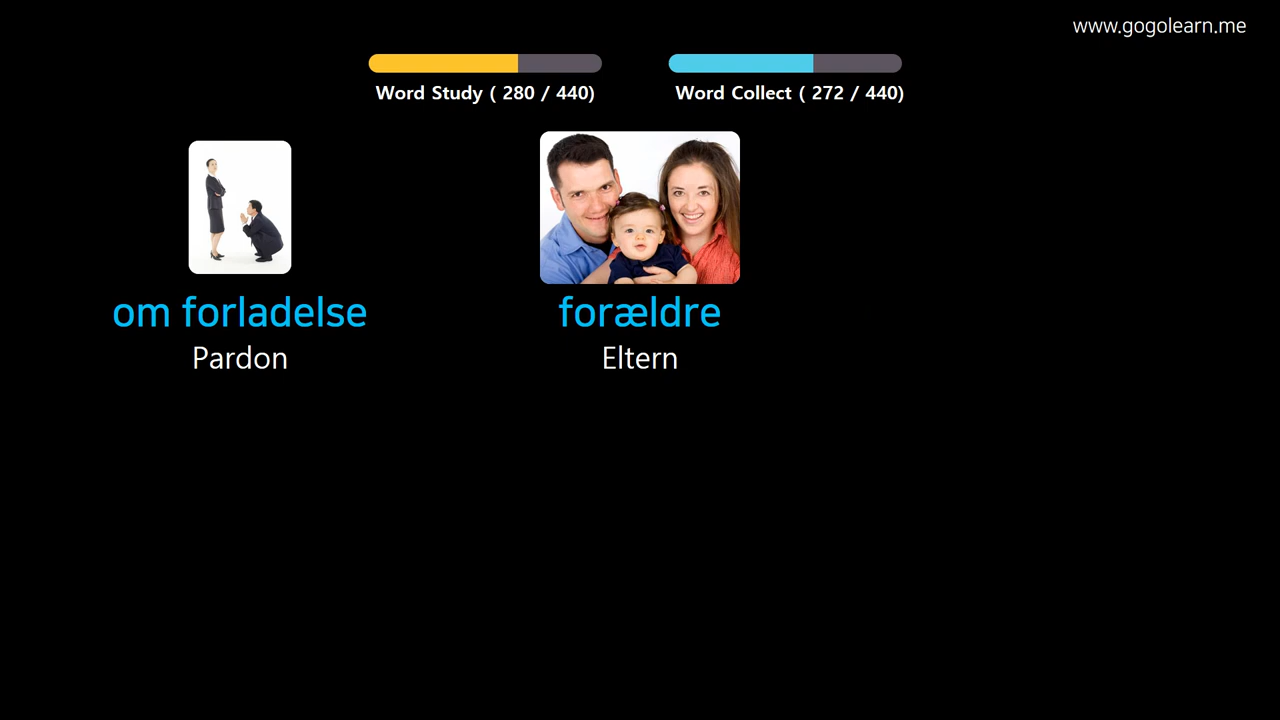 www.gogolearn.me
Word Study ( 280 / 440)
Word Collect ( 272 / 440)
om forladelse
Pardon
forældre
Eltern